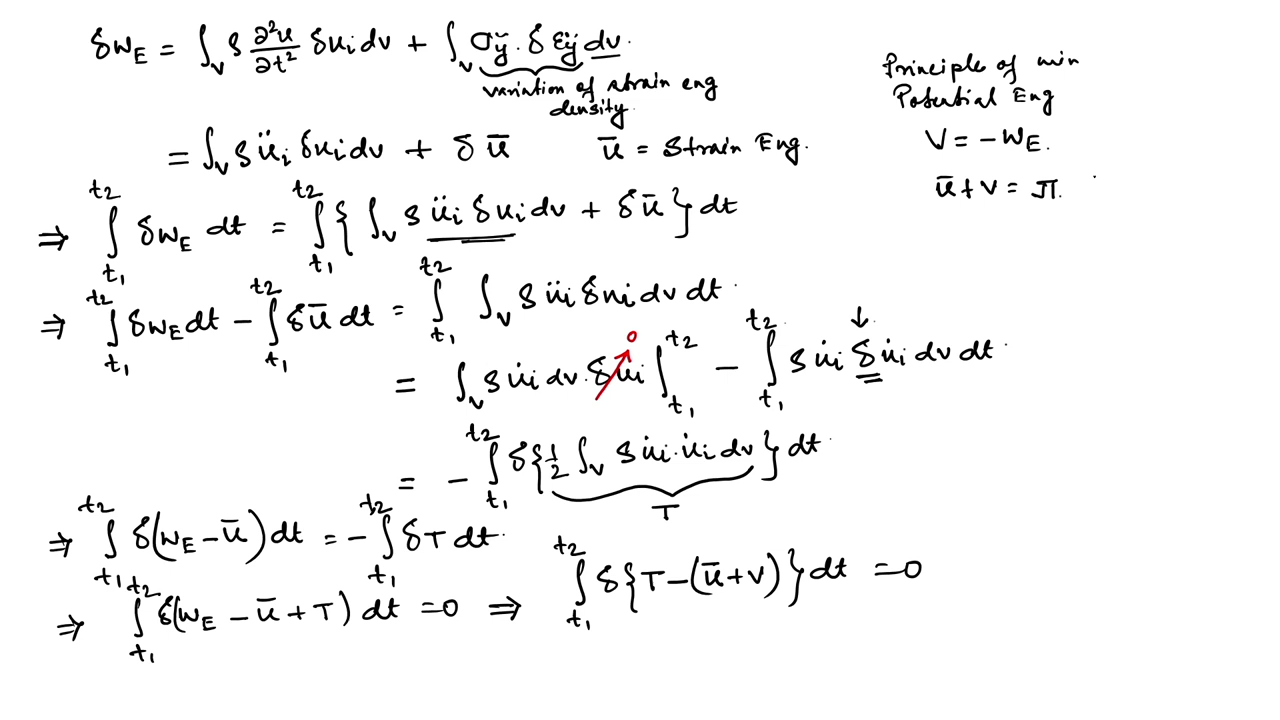 δW_E = ∫_V ρ ∂²u/∂t² δu_i dv + ∫_V σ_ij · δε_ij dv.
variation of strain eng density.
= ∫_V ρ ü_i δu_i dv + δū    ū = Strain Eng.
Principle of min
Potential Eng
V = -W_E.
ū + V = π.
⇒ ∫_{t1}^{t2} δW_E dt = ∫_{t1}^{t2} { ∫_V ρ ü_i δu_i dv + δū } dt
⇒ ∫_{t1}^{t2} δW_E dt - ∫_{t1}^{t2} δū dt = ∫_{t1}^{t2} ∫_V ρ ü_i δu_i dv dt.
= ∫_V ρ u̇_i dv. δu_i |_{t1}^{t2} 0 - ∫_{t1}^{t2} ρ u̇_i δ u̇_i dv dt. ↓
= - ∫_{t1}^{t2} δ{ 1/2 ∫_V ρ u̇_i · u̇_i dv } dt.
T
⇒ ∫_{t1}^{t2} δ(W_E - ū) dt = - ∫_{t1}^{t2} δT dt.
⇒ ∫_{t1}^{t2} δ(W_E - ū + T) dt = 0 ⇒ ∫_{t1}^{t2} δ{T - (ū + V)} dt = 0